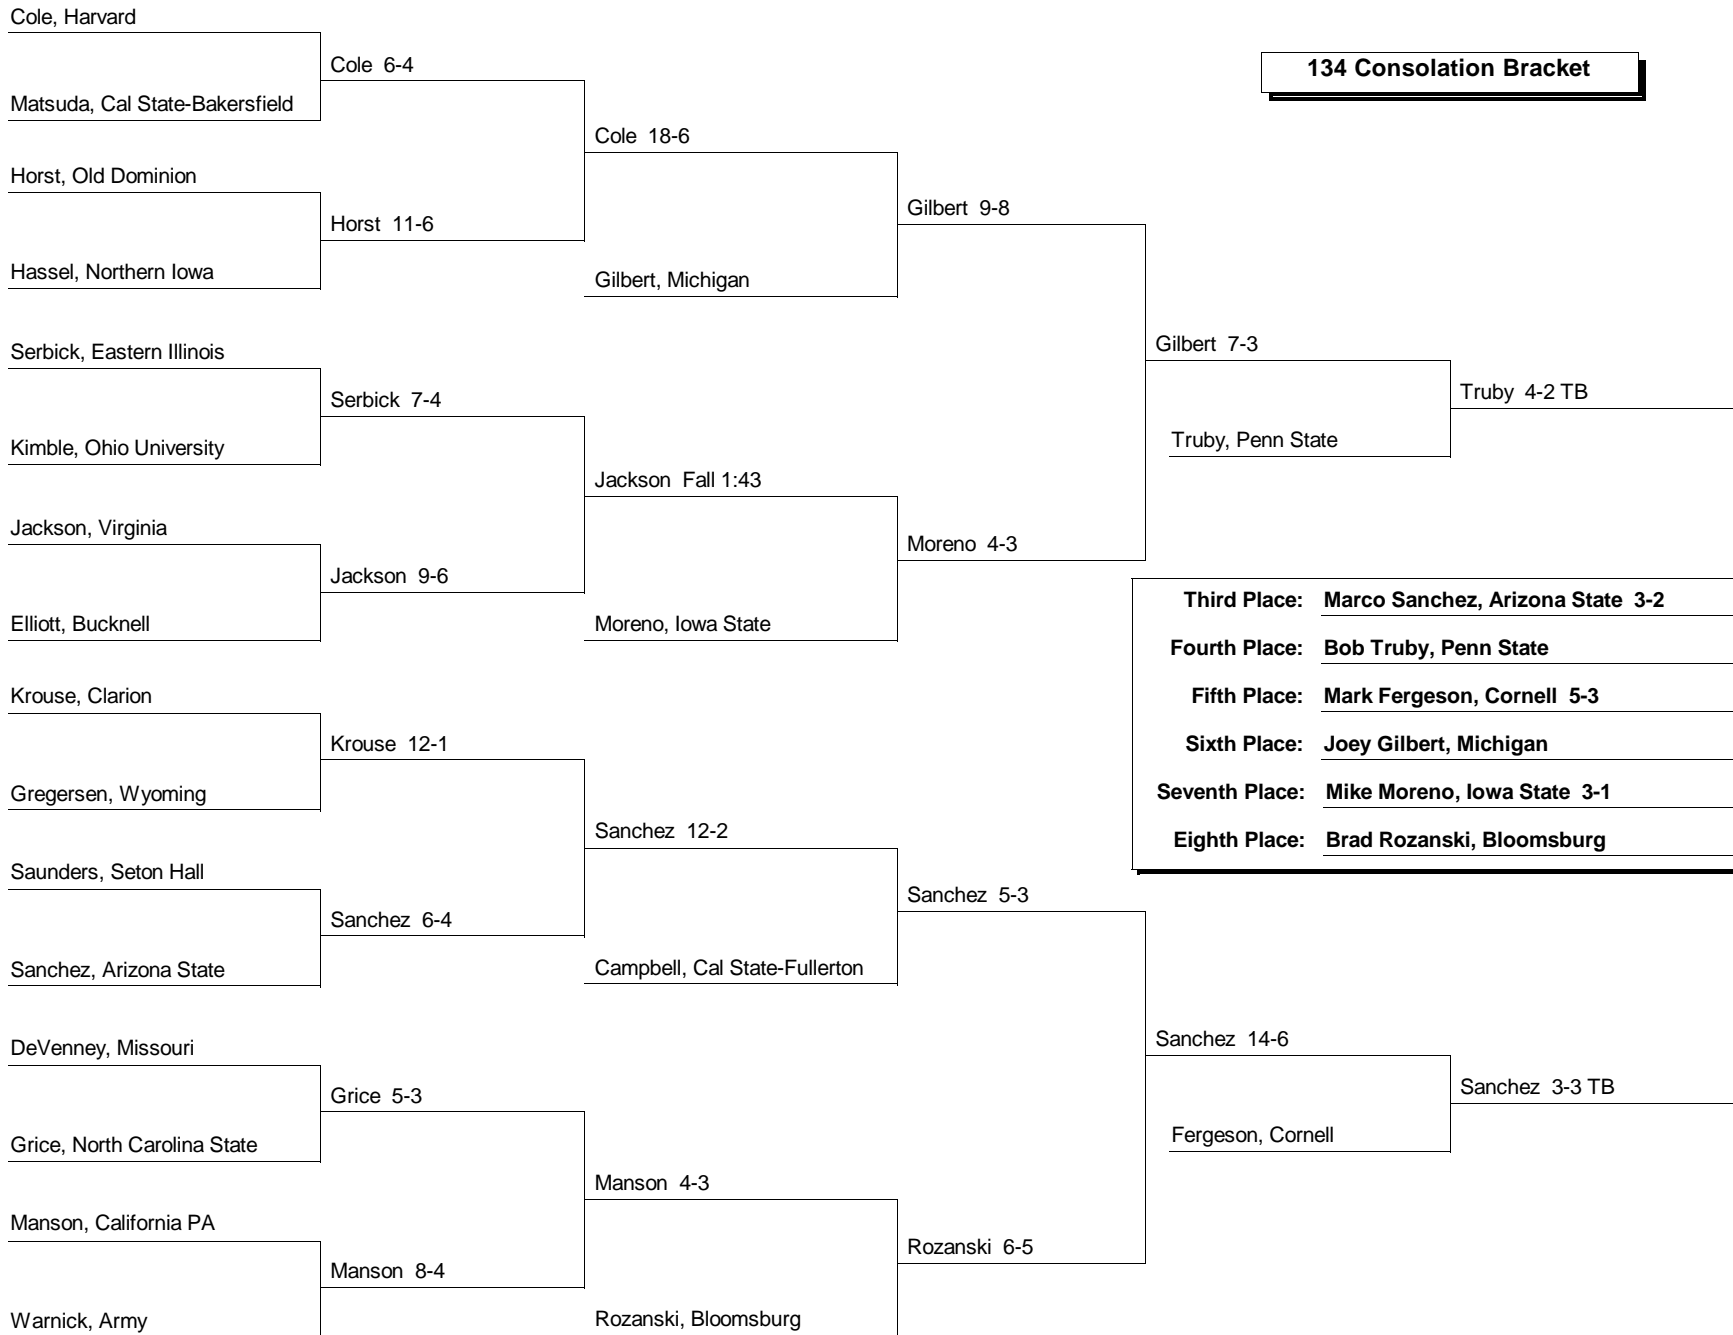 Cole, Harvard
Cole 6-4
134 Consolation Bracket
Matsuda, Cal State-Bakersfield
Cole 18-6
Horst, Old Dominion
Gilbert 9-8
Horst 11-6
Hassel, Northern Iowa
Gilbert, Michigan
Gilbert 7-3
Serbick, Eastern Illinois
Truby 4-2 TB
Serbick 7-4
Truby, Penn State
Kimble, Ohio University
Jackson Fall 1:43
Jackson, Virginia
Moreno 4-3
Jackson 9-6
Third Place: Marco Sanchez, Arizona State 3-2
Elliott, Bucknell
Moreno, Iowa State
Fourth Place: Bob Truby, Penn State
Krouse, Clarion
Fifth Place: Mark Fergeson, Cornell 5-3
Krouse 12-1
Sixth Place: Joey Gilbert, Michigan
Gregersen, Wyoming
Seventh Place: Mike Moreno, Iowa State 3-1
Sanchez 12-2
Eighth Place: Brad Rozanski, Bloomsburg
Saunders, Seton Hall
Sanchez 5-3
Sanchez 6-4
Sanchez, Arizona State
Campbell, Cal State-Fullerton
Sanchez 14-6
DeVenney, Missouri
Sanchez 3-3 TB
Grice 5-3
Fergeson, Cornell
Grice, North Carolina State
Manson 4-3
Manson, California PA
Rozanski 6-5
Manson 8-4
Warnick, Army
Rozanski, Bloomsburg